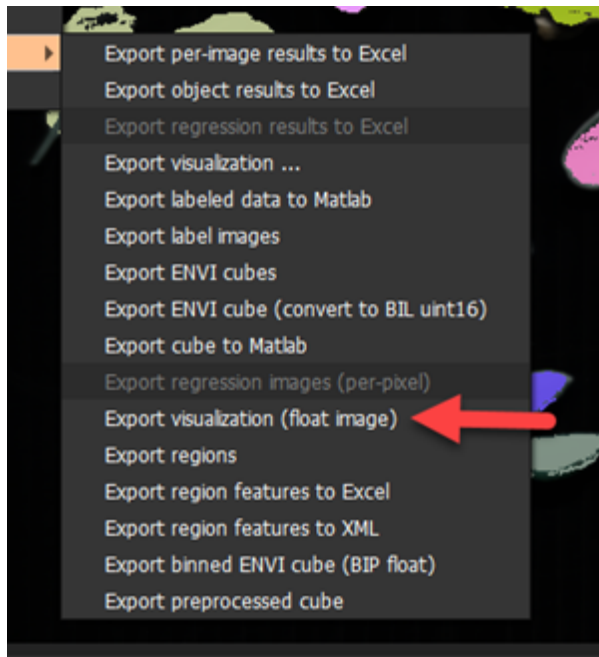 Export per-image results to Excel
Export object results to Excel
Export regression results to Excel
Export visualization ...
Export labeled data to Matlab
Export label images
Export ENVI cubes
Export ENVI cube (convert to BIL uint16)
Export cube to Matlab
Export regression images (per-pixel)
Export visualization (float image)
Export regions
Export region features to Excel
Export region features to XML
Export binned ENVI cube (BIP float)
Export preprocessed cube